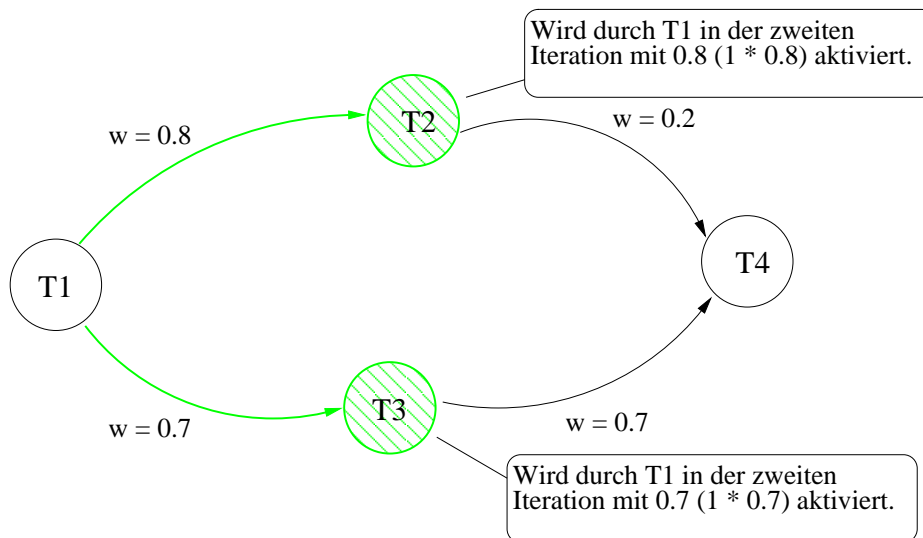 Wird durch T1 in der zweiten
Iteration mit 0.8 (1 * 0.8) aktiviert.
T2
w = 0.8
w = 0.2
T1
T4
T3
w = 0.7
w = 0.7
Wird durch T1 in der zweiten
Iteration mit 0.7 (1 * 0.7) aktiviert.